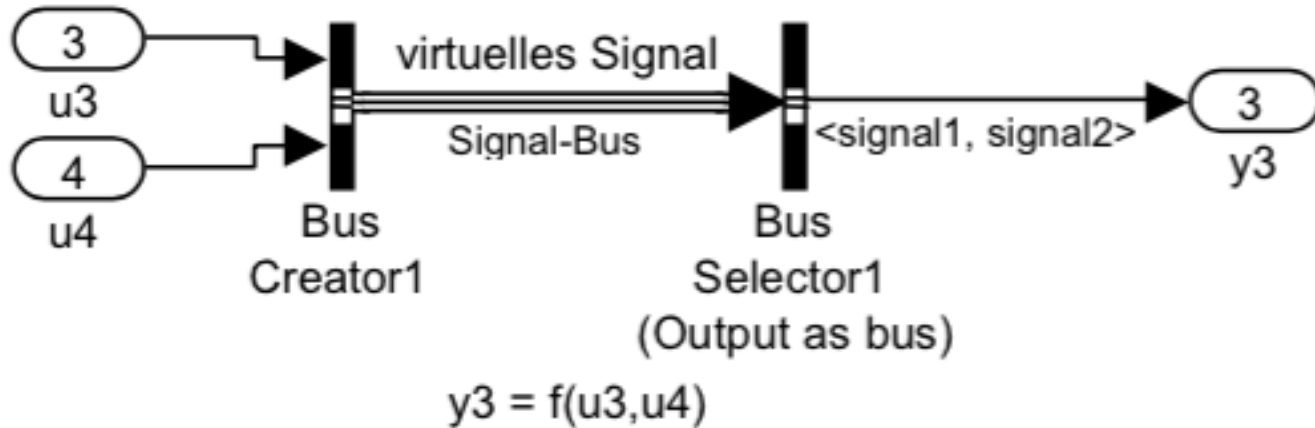 3
u3
4
u4
virtuelles Signal
Signal-Bus
<signal1, signal2>
3
y3
Bus
Creator1
Bus
Selector1
(Output as bus)
y3 = f(u3,u4)